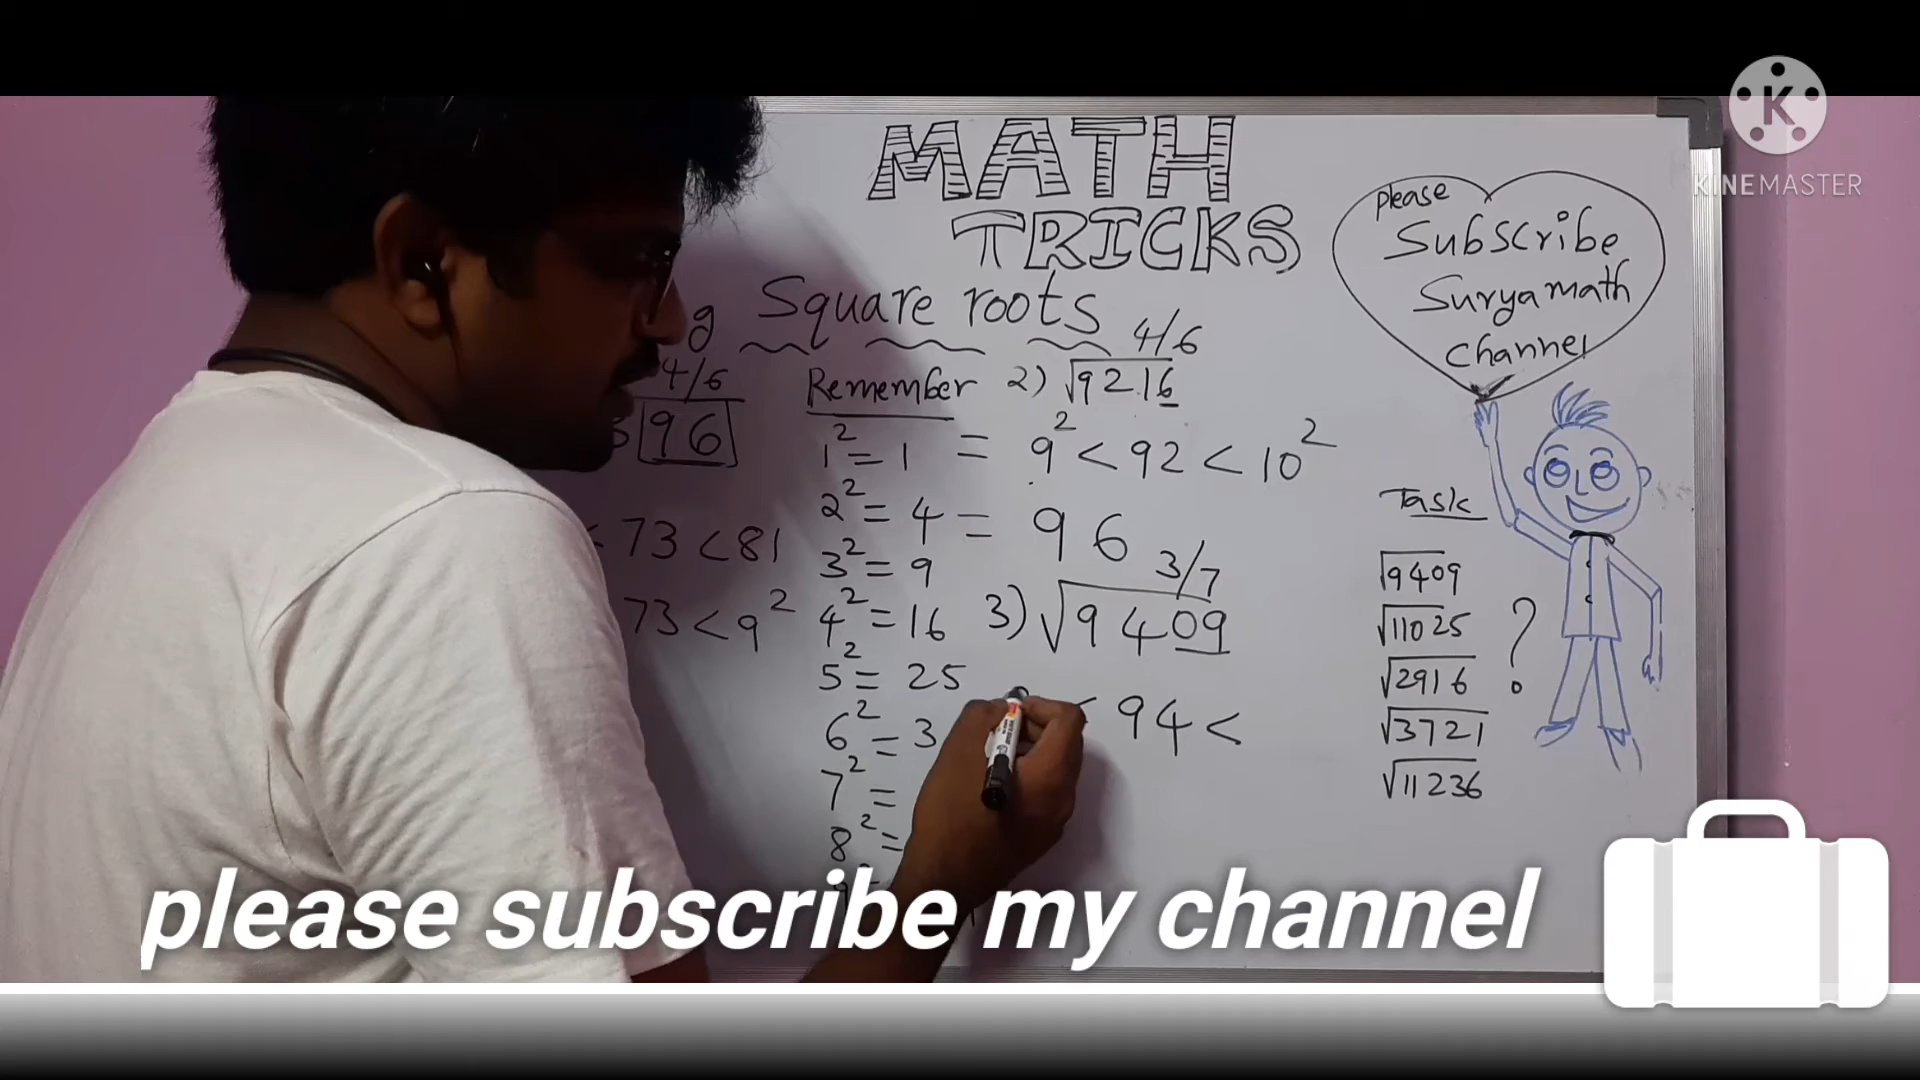 MATH
TRICKS
g Square roots
4/6
96
73 < 81
73 < 9²
Remember
1² = 1
2² = 4
3² = 9
4² = 16
5² = 25
6² = 3
7² =
8² =
2) √9216 4/6
= 9² < 92 < 10²
= 96
3) √9409 3/7
< 94 <
please
Subscribe
Suryamath
channel
Task
√9409
√11025
√2916
√3721
√11236
?
K
KINEMASTER
please subscribe my channel